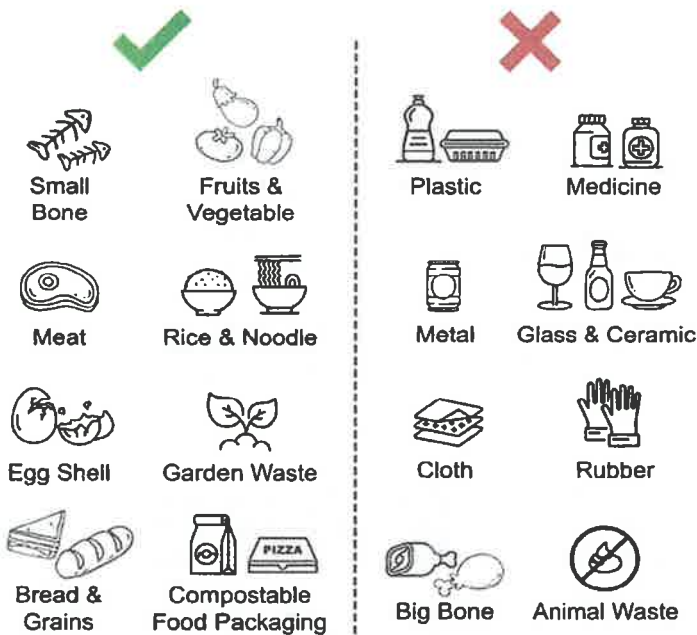 Small
Bone
Fruits &
Vegetable
Plastic
Medicine
Meat
Rice & Noodle
Metal
Glass & Ceramic
Egg Shell
Garden Waste
Cloth
Rubber
PIZZA
Bread &
Grains
Compostable
Food Packaging
Big Bone
Animal Waste